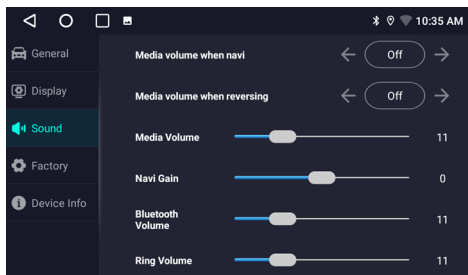 10:35 AM
General
Media volume when navi
Off
Display
Media volume when reversing
Off
Sound
Media Volume
11
Factory
Navi Gain
0
Device Info
Bluetooth
Volume
11
Ring Volume
11